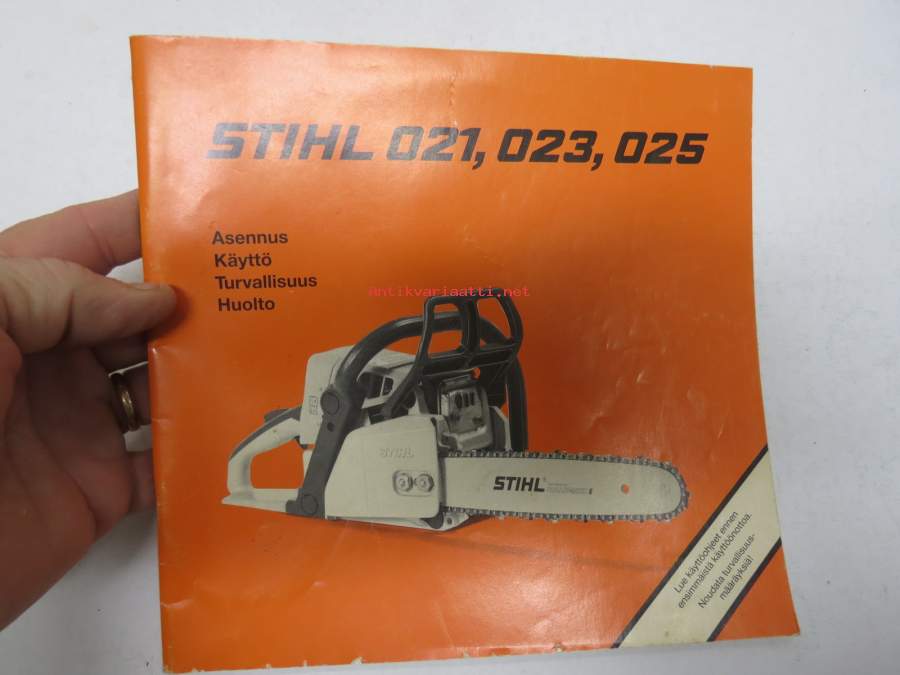 STIHL 021, 023, 025
Asennus
Käyttö
Turvallisuus
Huolto
Antikvariaatti.net
STIHL
STIHL
Lue käyttöohjeet ennen
ensimmäistä käyttöönottoa.
Noudata turvallisuus-
määräyksiä!